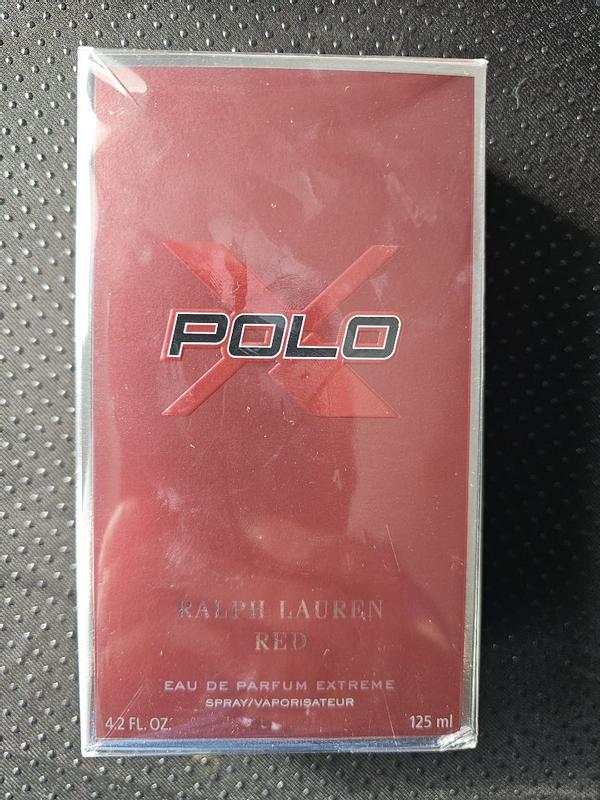 X
POLO
RALPH LAUREN
RED
EAU DE PARFUM EXTREME
SPRAY/VAPORISATEUR
4.2 FL. OZ. 125 ml